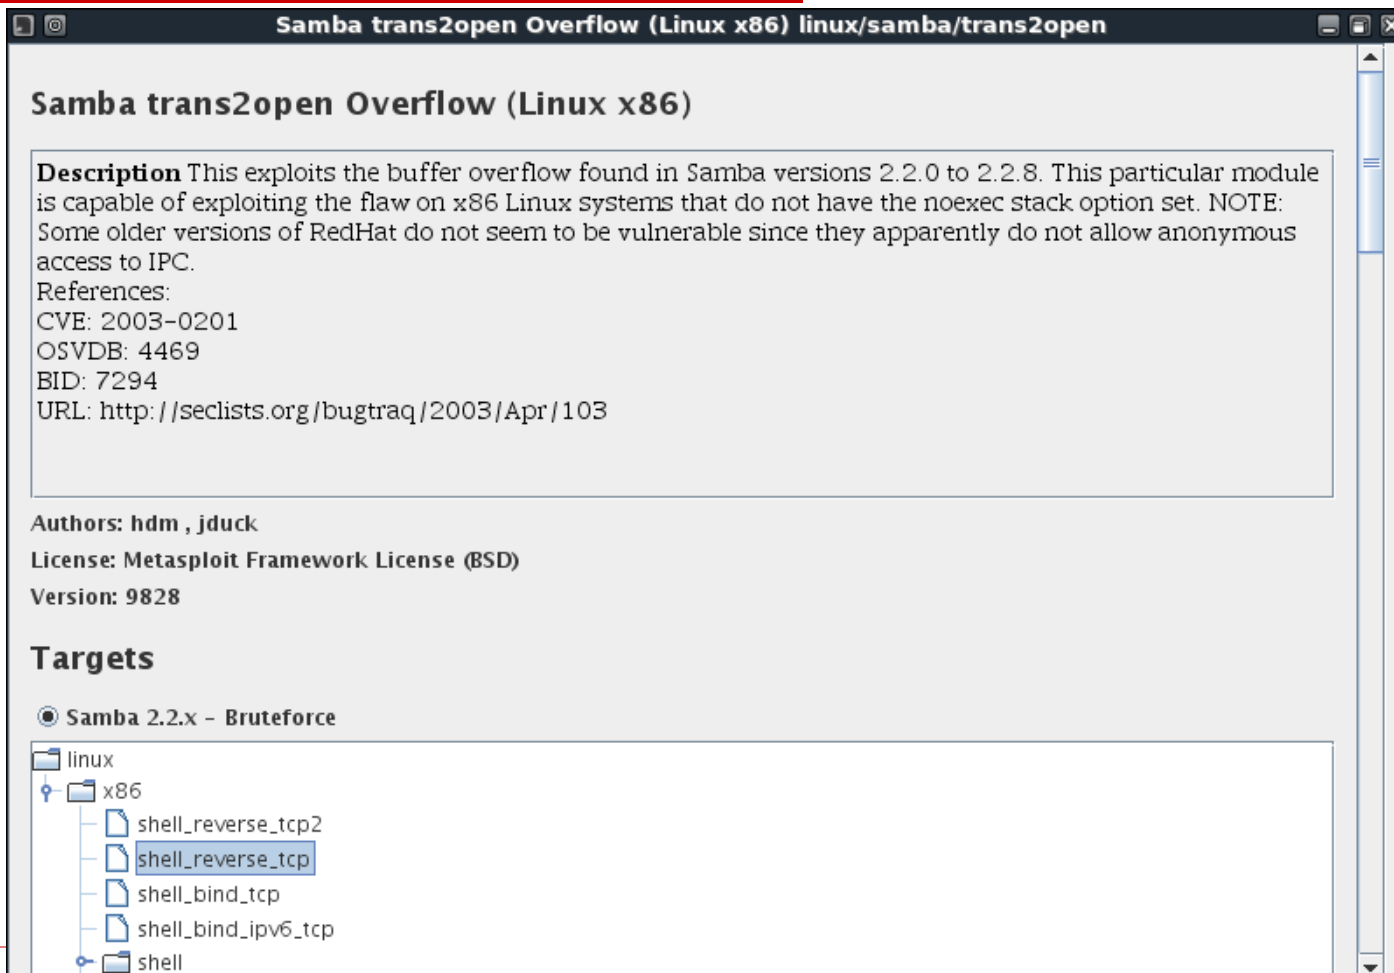 Samba trans2open Overflow (Linux x86) linux/samba/trans2open
Samba trans2open Overflow (Linux x86)
Description This exploits the buffer overflow found in Samba versions 2.2.0 to 2.2.8. This particular module
is capable of exploiting the flaw on x86 Linux systems that do not have the noexec stack option set. NOTE:
Some older versions of RedHat do not seem to be vulnerable since they apparently do not allow anonymous
access to IPC.
References:
CVE: 2003-0201
OSVDB: 4469
BID: 7294
URL: http://seclists.org/bugtraq/2003/Apr/103
Authors: hdm , jduck
License: Metasploit Framework License (BSD)
Version: 9828
Targets
Samba 2.2.x - Bruteforce
linux
x86
shell_reverse_tcp2
shell_reverse_tcp
shell_bind_tcp
shell_bind_ipv6_tcp
shell